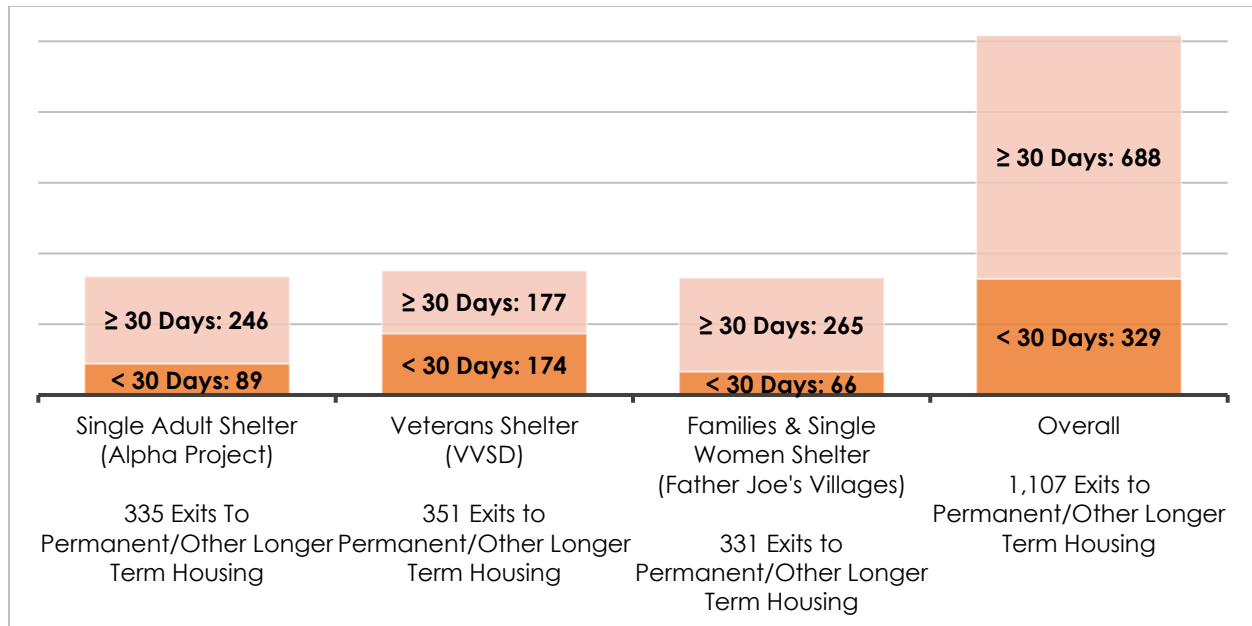 ≥ 30 Days: 246
< 30 Days: 89
≥ 30 Days: 177
< 30 Days: 174
≥ 30 Days: 265
< 30 Days: 66
≥ 30 Days: 688
< 30 Days: 329
Single Adult Shelter
(Alpha Project)
335 Exits To
Permanent/Other Longer
Term Housing
Veterans Shelter
(VVSD)
351 Exits to
Permanent/Other Longer
Term Housing
Families & Single
Women Shelter
(Father Joe's Villages)
331 Exits to
Permanent/Other Longer
Term Housing
Overall
1,107 Exits to
Permanent/Other Longer
Term Housing